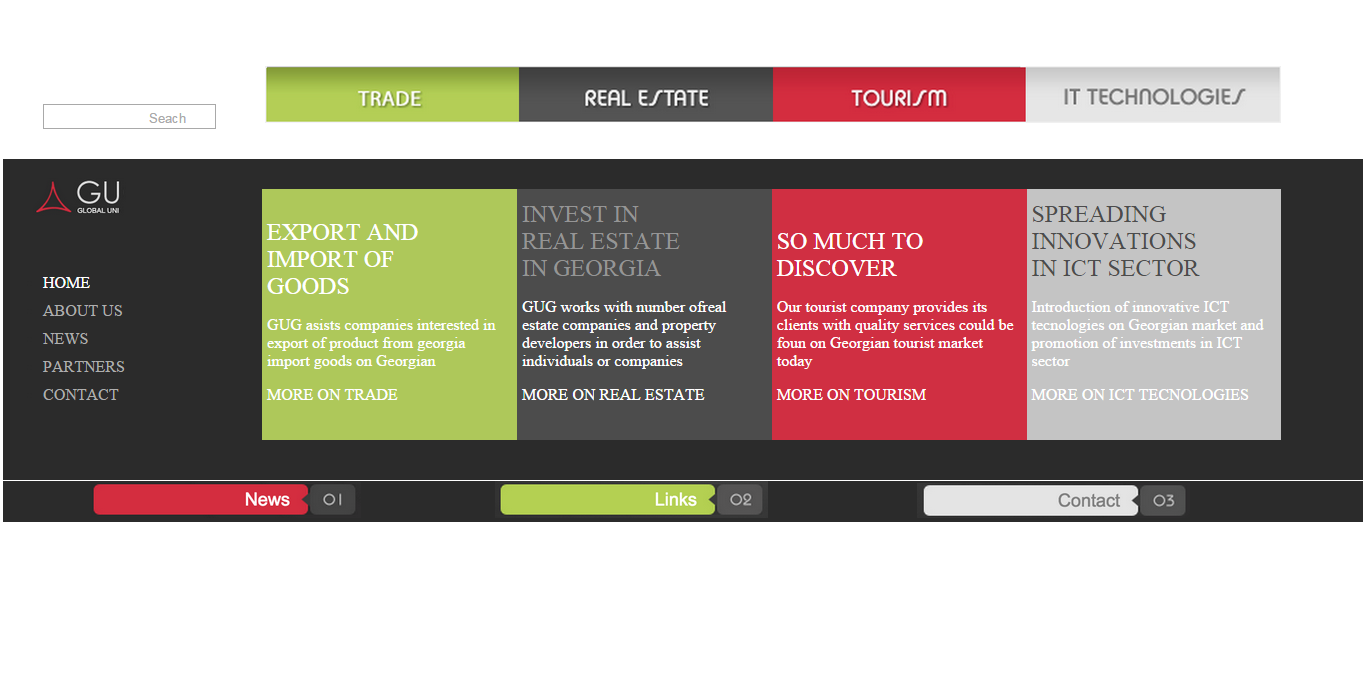 TRADE
REAL ESTATE
TOURISM
IT TECHNOLOGIES
Seach
GU
GLOBAL UNI
HOME
ABOUT US
NEWS
PARTNERS
CONTACT
EXPORT AND
IMPORT OF
GOODS
GUG asists companies interested in
export of product from georgia
import goods on Georgian
MORE ON TRADE
INVEST IN
REAL ESTATE
IN GEORGIA
GUG works with number ofreal
estate companies and property
developers in order to assist
individuals or companies
MORE ON REAL ESTATE
SO MUCH TO
DISCOVER
Our tourist company provides its
clients with quality services could be
foun on Georgian tourist market
today
MORE ON TOURISM
SPREADING
INNOVATIONS
IN ICT SECTOR
Introduction of innovative ICT
tecnologies on Georgian market and
promotion of investments in ICT
sector
MORE ON ICT TECNOLOGIES
News 01
Links 02
Contact 03